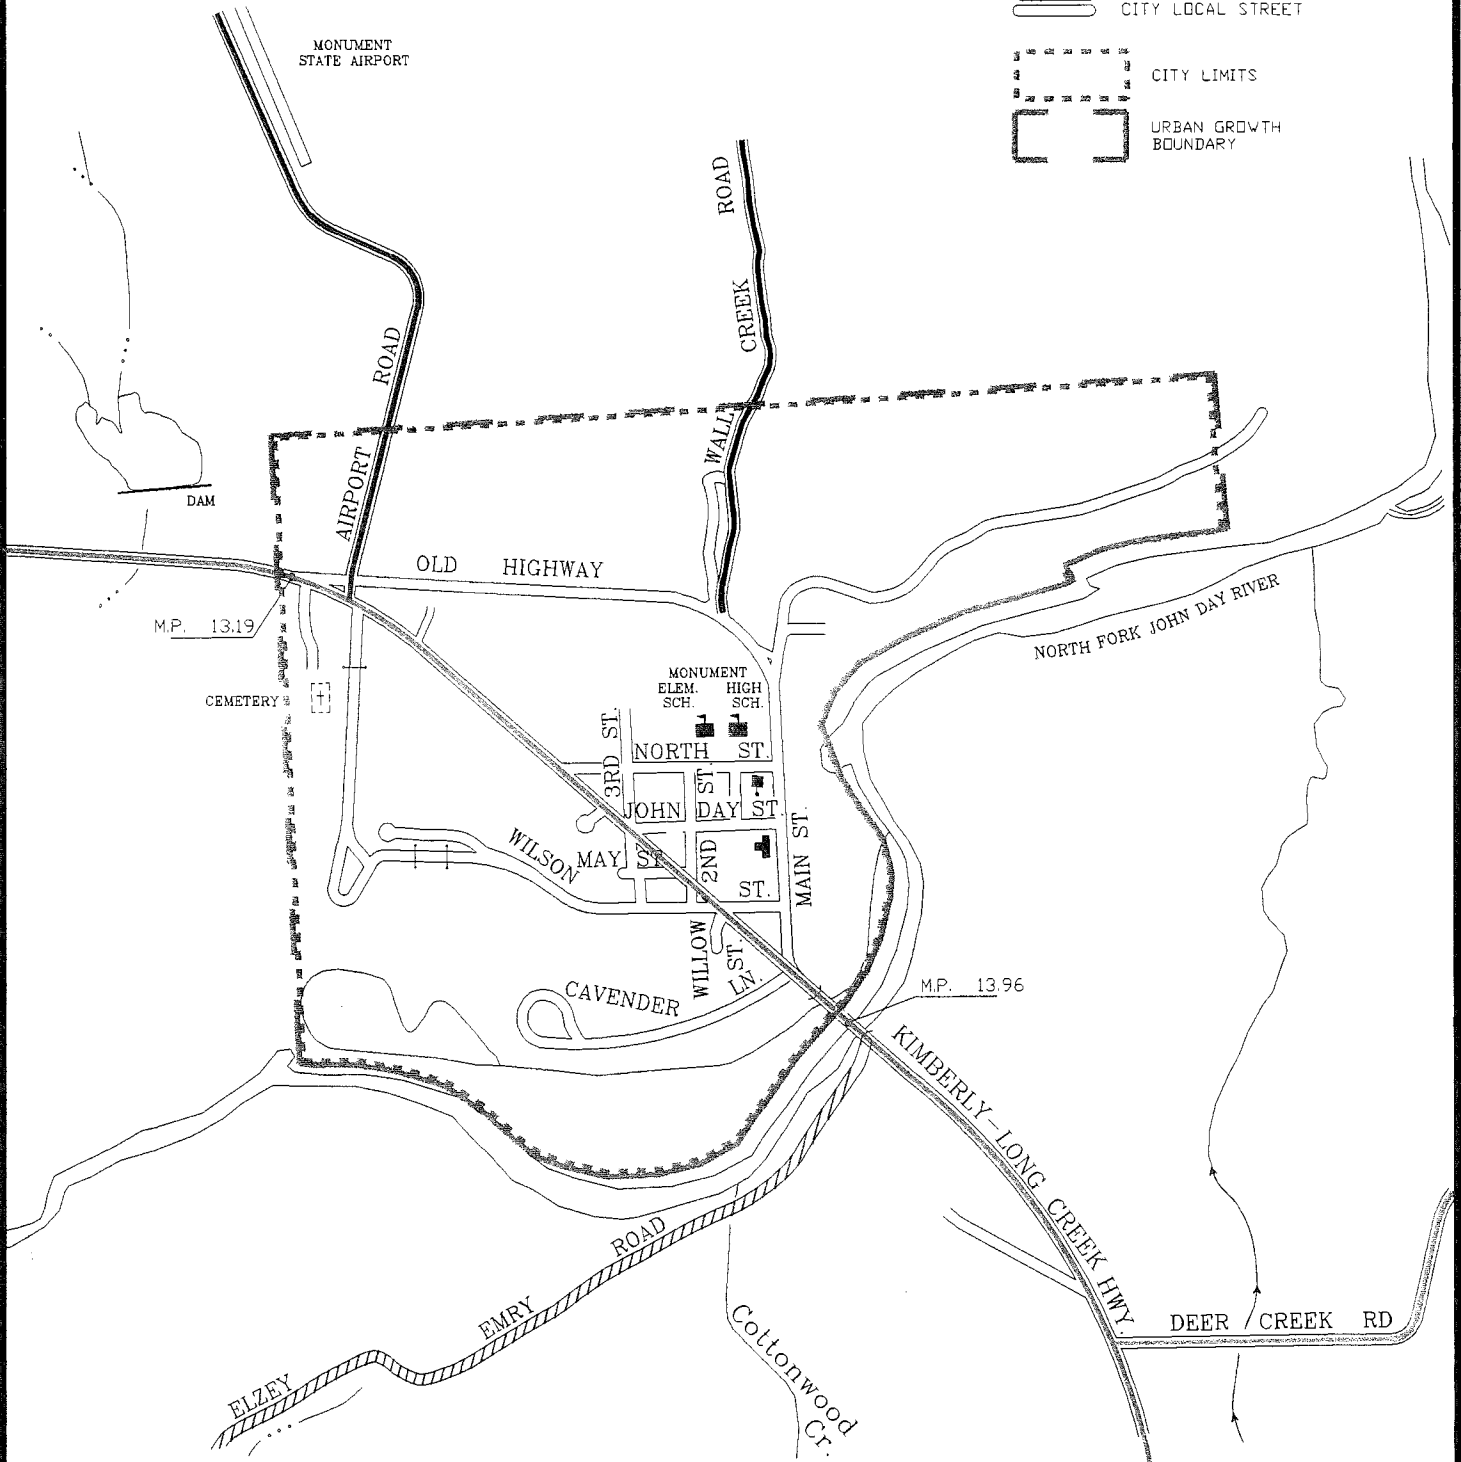 CITY LOCAL STREET
MONUMENT
STATE AIRPORT
CITY LIMITS
URBAN GROWTH
BOUNDARY
WALL CREEK ROAD
AIRPORT ROAD
DAM
OLD HIGHWAY
M.P. 13.19
NORTH FORK JOHN DAY RIVER
CEMETERY
MONUMENT
ELEM. HIGH
SCH. SCH.
3RD ST.
NORTH ST.
2ND ST.
JOHN DAY ST.
MAIN ST.
MAY ST.
WILSON ST.
WILLOW ST.
CAVENDER LN.
M.P. 13.96
KIMBERLY-LONG CREEK HWY.
ELZEY EMRY ROAD
DEER CREEK RD
Cottonwood
Cr.